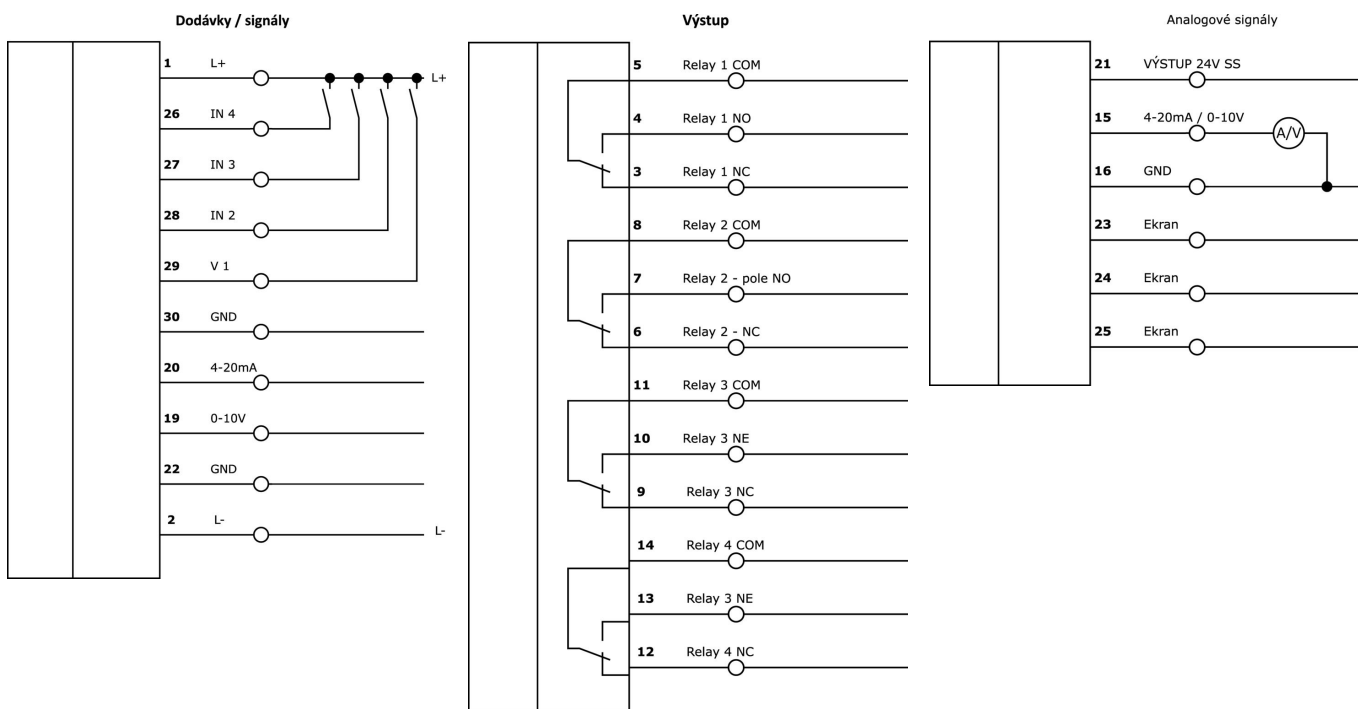 Dodávky / signály
1 L+
L+
26 IN 4
27 IN 3
28 IN 2
29 V 1
30 GND
20 4-20mA
19 0-10V
22 GND
2 L-
L-
Výstup
5 Relay 1 COM
4 Relay 1 NO
3 Relay 1 NC
8 Relay 2 COM
7 Relay 2 - pole NO
6 Relay 2 - NC
11 Relay 3 COM
10 Relay 3 NE
9 Relay 3 NC
14 Relay 4 COM
13 Relay 3 NE
12 Relay 4 NC
Analogové signály
21 VÝSTUP 24V SS
15 4-20mA / 0-10V
A/V
16 GND
23 Ekran
24 Ekran
25 Ekran